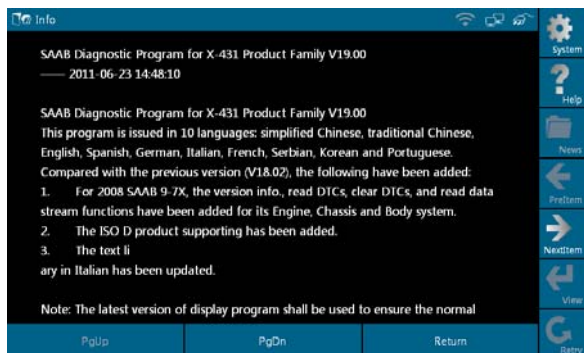 Info
SAAB Diagnostic Program for X-431 Product Family V19.00
—— 2011-06-23 14:48:10
SAAB Diagnostic Program for X-431 Product Family V19.00
This program is issued in 10 languages: simplified Chinese, traditional Chinese,
English, Spanish, German, Italian, French, Serbian, Korean and Portuguese.
Compared with the previous version (V18.02), the following have been added:
1. For 2008 SAAB 9-7X, the version info., read DTCs, clear DTCs, and read data
stream functions have been added for its Engine, Chassis and Body system.
2. The ISO D product supporting has been added.
3. The text li
ary in Italian has been updated.
Note: The latest version of display program shall be used to ensure the normal
PgUp
PgDn
Return
System
Help
News
PreItem
NextItem
View
Retry